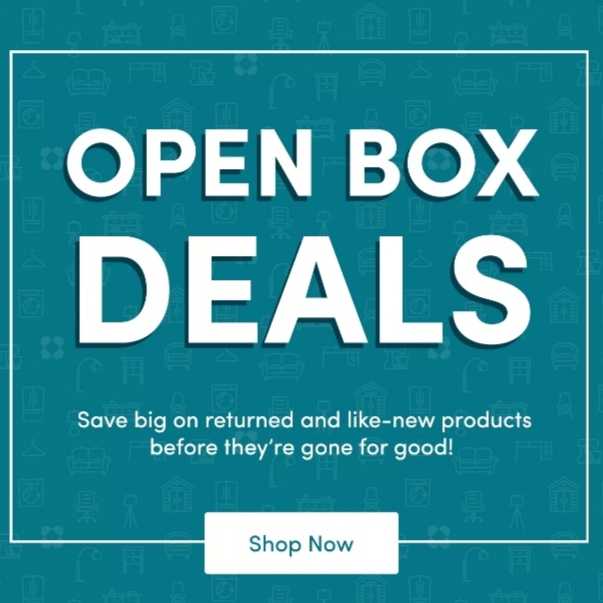 OPEN BOX
DEALS
Save big on returned and like-new products
before they’re gone for good!
Shop Now